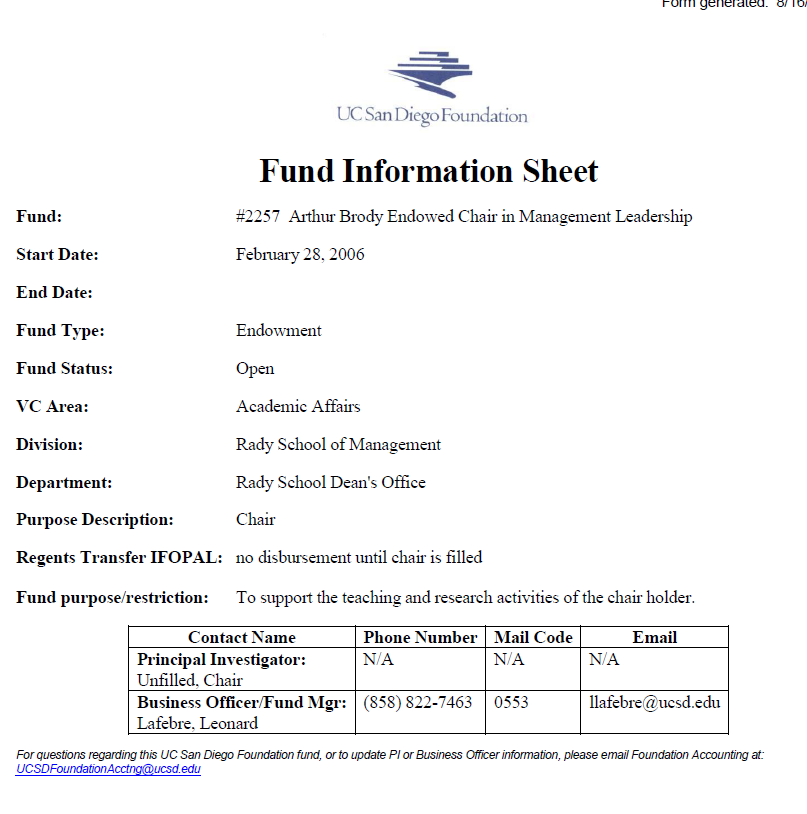 Form generated: 8/16/
UC San Diego Foundation
Fund Information Sheet
Fund: #2257 Arthur Brody Endowed Chair in Management Leadership
Start Date: February 28, 2006
End Date:
Fund Type: Endowment
Fund Status: Open
VC Area: Academic Affairs
Division: Rady School of Management
Department: Rady School Dean's Office
Purpose Description: Chair
Regents Transfer IFOPAL: no disbursement until chair is filled
Fund purpose/restriction: To support the teaching and research activities of the chair holder.
Contact Name Phone Number Mail Code Email
Principal Investigator: N/A N/A N/A
Unfilled, Chair
Business Officer/Fund Mgr: (858) 822-7463 0553 llafebre@ucsd.edu
Lafebre, Leonard
For questions regarding this UC San Diego Foundation fund, or to update PI or Business Officer information, please email Foundation Accounting at:
UCSDFoundationAcctng@ucsd.edu